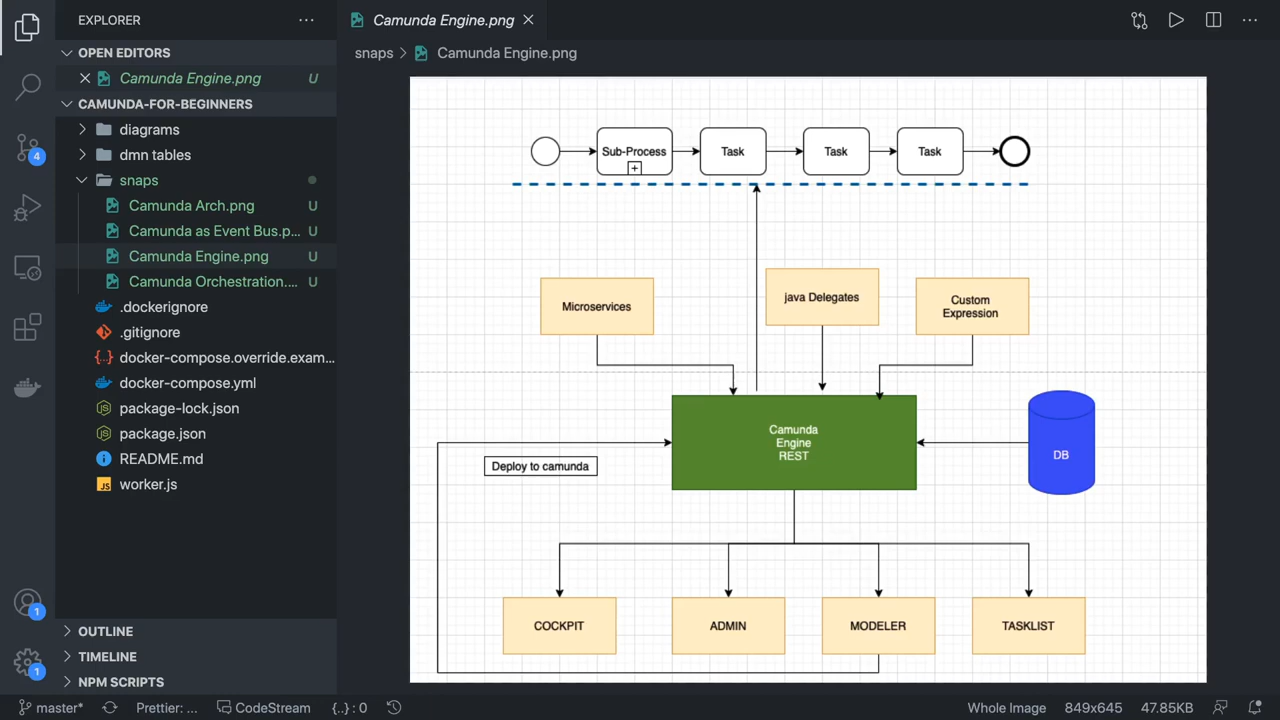 EXPLORER
OPEN EDITORS
Camunda Engine.png U
CAMUNDA-FOR-BEGINNERS
diagrams
dmn tables
snaps
Camunda Arch.png U
Camunda as Event Bus.p... U
Camunda Engine.png U
Camunda Orchestration.... U
.dockerignore
.gitignore
docker-compose.override.exam...
docker-compose.yml
package-lock.json
package.json
README.md
worker.js
OUTLINE
TIMELINE
NPM SCRIPTS
4
1
1
Camunda Engine.png
snaps > Camunda Engine.png
Sub-Process
Task
Task
Task
Microservices
java Delegates
Custom
Expression
Camunda
Engine
REST
DB
Deploy to camunda
COCKPIT
ADMIN
MODELER
TASKLIST
master*
Prettier: ...
CodeStream
{..} : 0
Whole Image
849x645
47.85KB